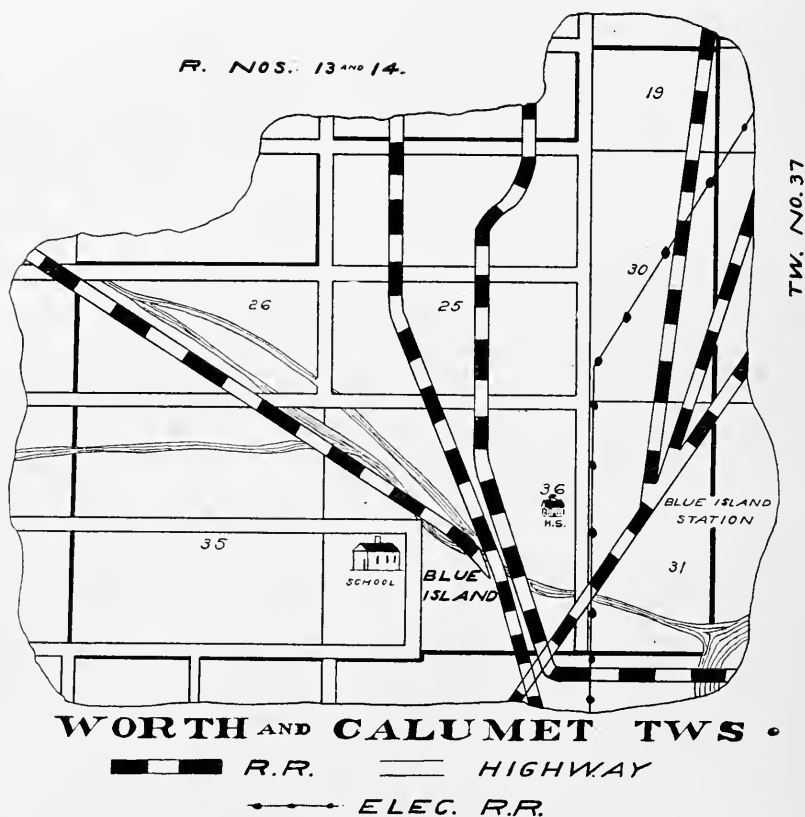 R. NOS. 13 AND 14.
19
TW. NO. 37
30
26
25
36
H.S.
BLUE ISLAND
STATION
35
SCHOOL
BLUE
ISLAND
31
WORTH AND CALUMET TWS.
R.R.
HIGHWAY
ELEC. R.R.